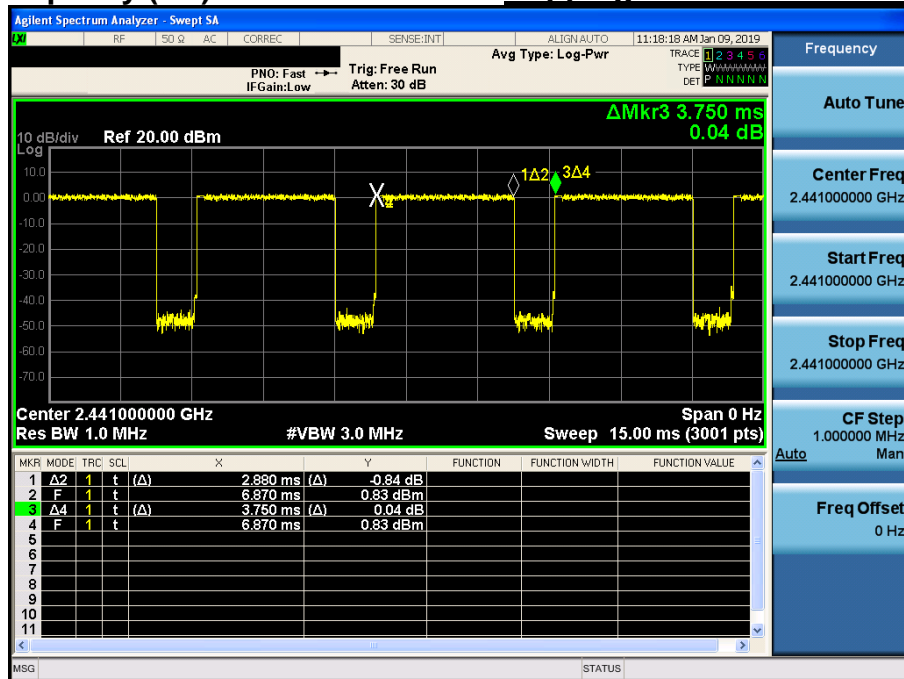 Agilent Spectrum Analyzer - Swept SA
LXI RF 50 Ω AC CORREC SENSE:INT ALIGN AUTO 11:18:18 AM Jan 09, 2019
Avg Type: Log-Pwr
TRACE 1 2 3 4 5 6
TYPE WWWWWW
DET P N N N N N
PNO: Fast
IFGain:Low
Trig: Free Run
Atten: 30 dB
ΔMkr3 3.750 ms
0.04 dB
10 dB/div Ref 20.00 dBm
Log
10.0
0.00
-10.0
-20.0
-30.0
-40.0
-50.0
-60.0
-70.0
X
2
1Δ2
3Δ4
Center 2.441000000 GHz Span 0 Hz
Res BW 1.0 MHz #VBW 3.0 MHz Sweep 15.00 ms (3001 pts)
MKR MODE TRC SCL X Y FUNCTION FUNCTION WIDTH FUNCTION VALUE
1 Δ2 1 t (Δ) 2.880 ms (Δ) -0.84 dB
2 F 1 t 6.870 ms 0.83 dBm
3 Δ4 1 t (Δ) 3.750 ms (Δ) 0.04 dB
4 F 1 t 6.870 ms 0.83 dBm
5
6
7
8
9
10
11
MSG STATUS
Frequency
Auto Tune
Center Freq
2.441000000 GHz
Start Freq
2.441000000 GHz
Stop Freq
2.441000000 GHz
CF Step
1.000000 MHz
Auto Man
Freq Offset
0 Hz